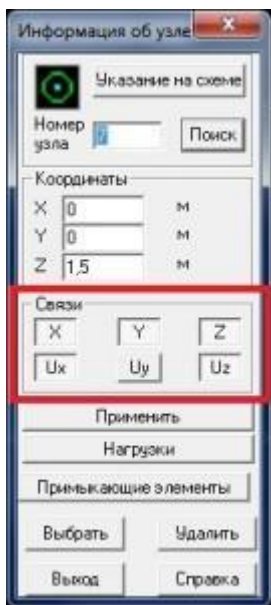 Информация об узле
Указание на схеме
Номер узла
Поиск
Координаты
X 0 м
Y 0 м
Z 1,5 м
Связи
X Y Z
Ux Uy Uz
Применить
Нагрузки
Примыкающие элементы
Выбрать Удалить
Выход Справка